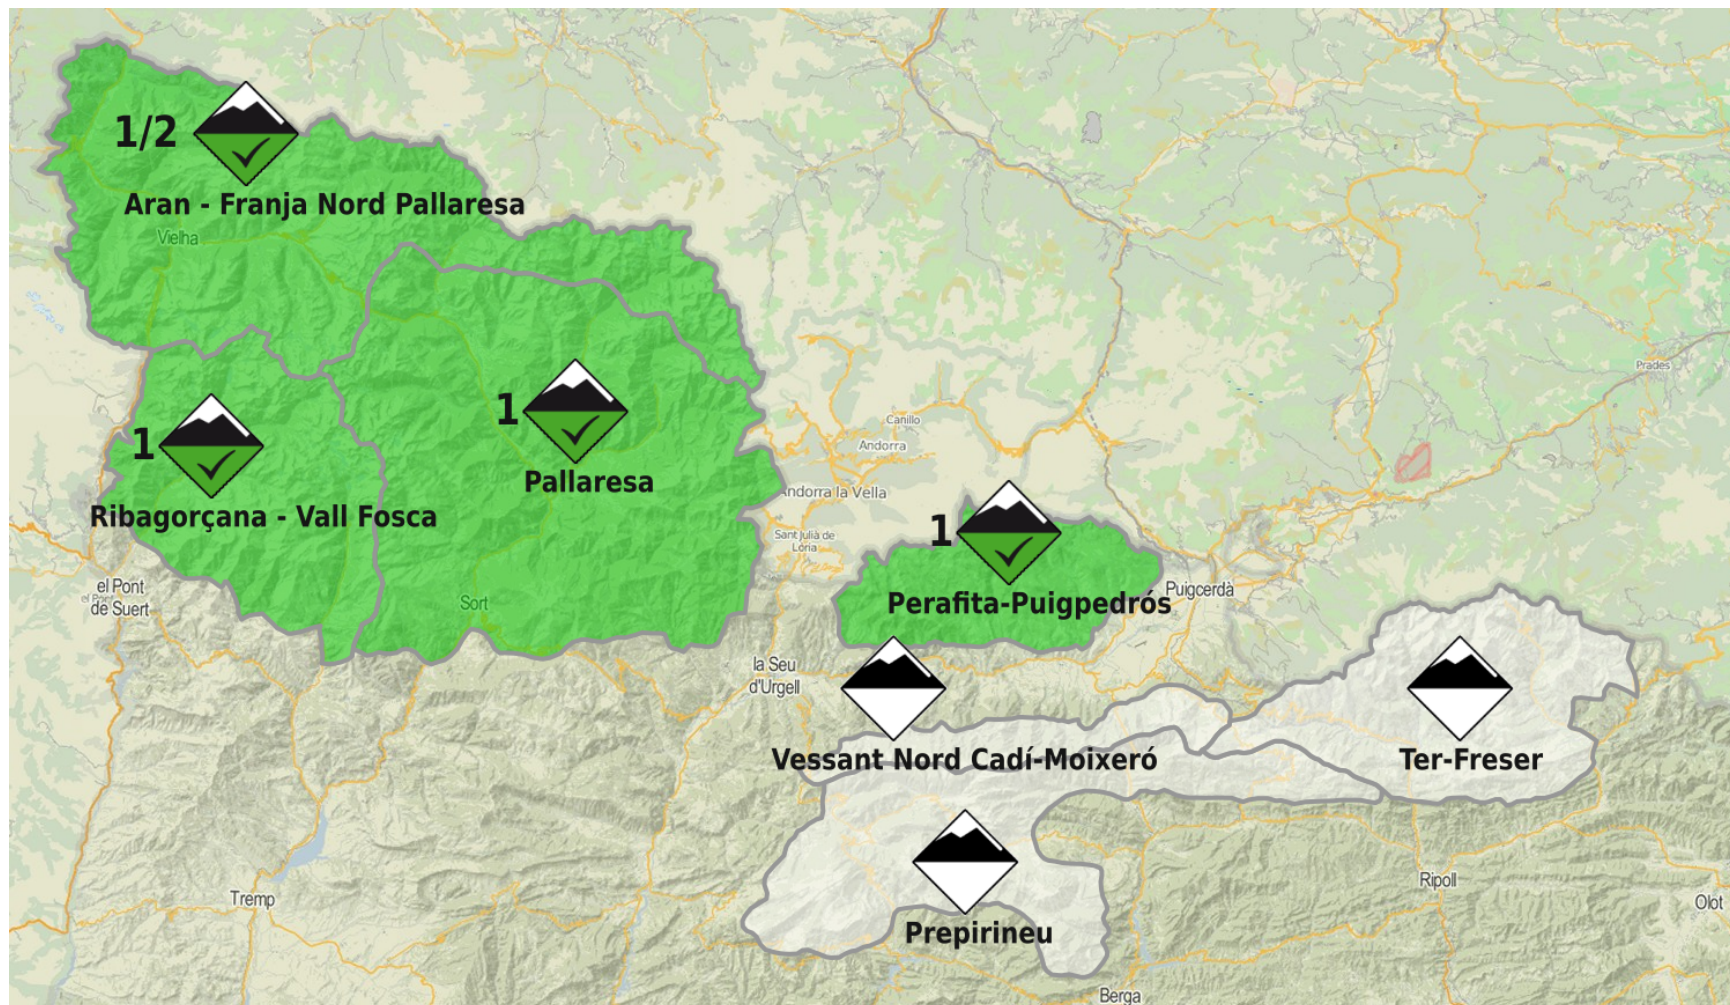 1/2
Aran - Franja Nord Pallaresa
Vielha
Prades
1
Pallaresa
Canillo
Andorra
1
Ribagorçana - Vall Fosca
Andorra la Vella
Sant Julià de
Lòria
1
Perafita-Puigpedrós
Puigcerdà
el Pont
de Suert
Sort
la Seu
d'Urgell
Vessant Nord Cadí-Moixeró
Ter-Freser
Prepirineu
Tremp
Ripoll
Olot
Berga